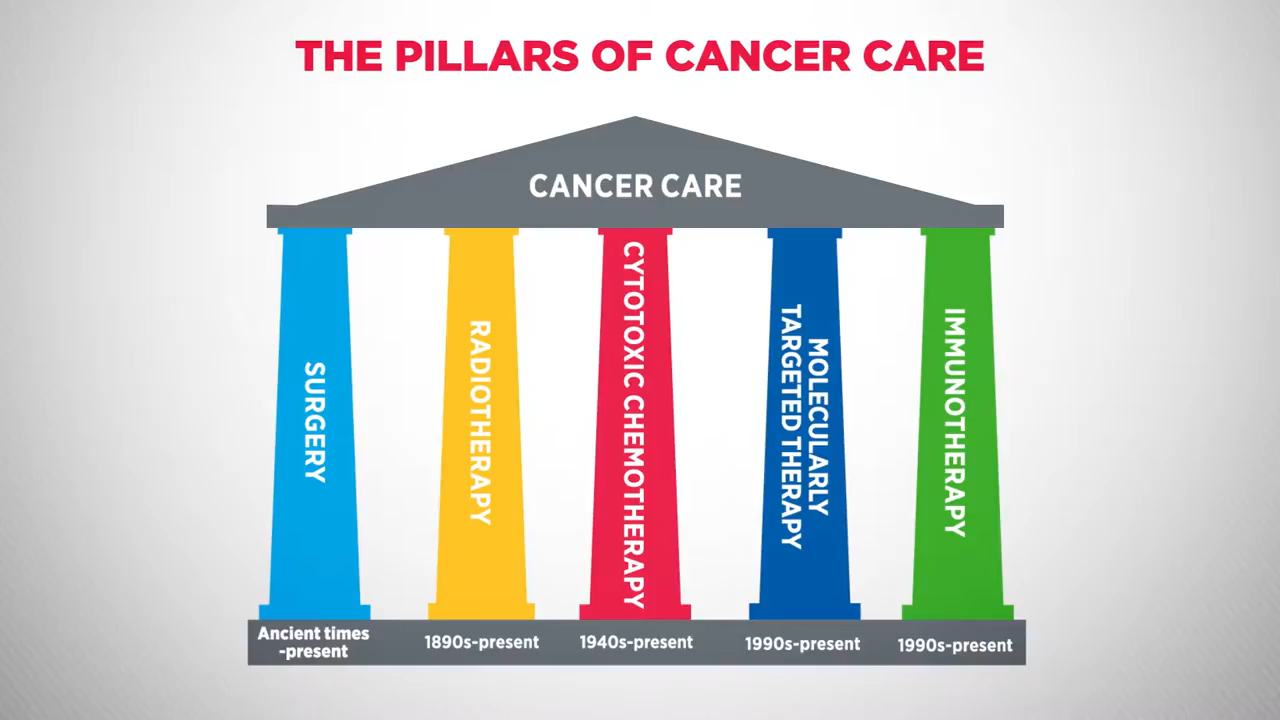 THE PILLARS OF CANCER CARE
CANCER CARE
SURGERY
RADIOTHERAPY
CYTOTOXIC CHEMOTHERAPY
MOLECULARLY
TARGETED THERAPY
IMMUNOTHERAPY
Ancient times
-present
1890s-present
1940s-present
1990s-present
1990s-present